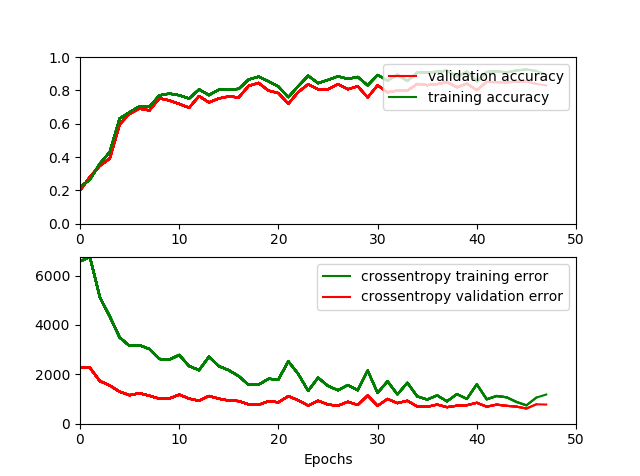 1.0
0.8
0.6
0.4
0.2
0.0
validation accuracy
training accuracy
0 10 20 30 40 50
6000
4000
2000
0
crossentropy training error
crossentropy validation error
0 10 20 30 40 50
Epochs